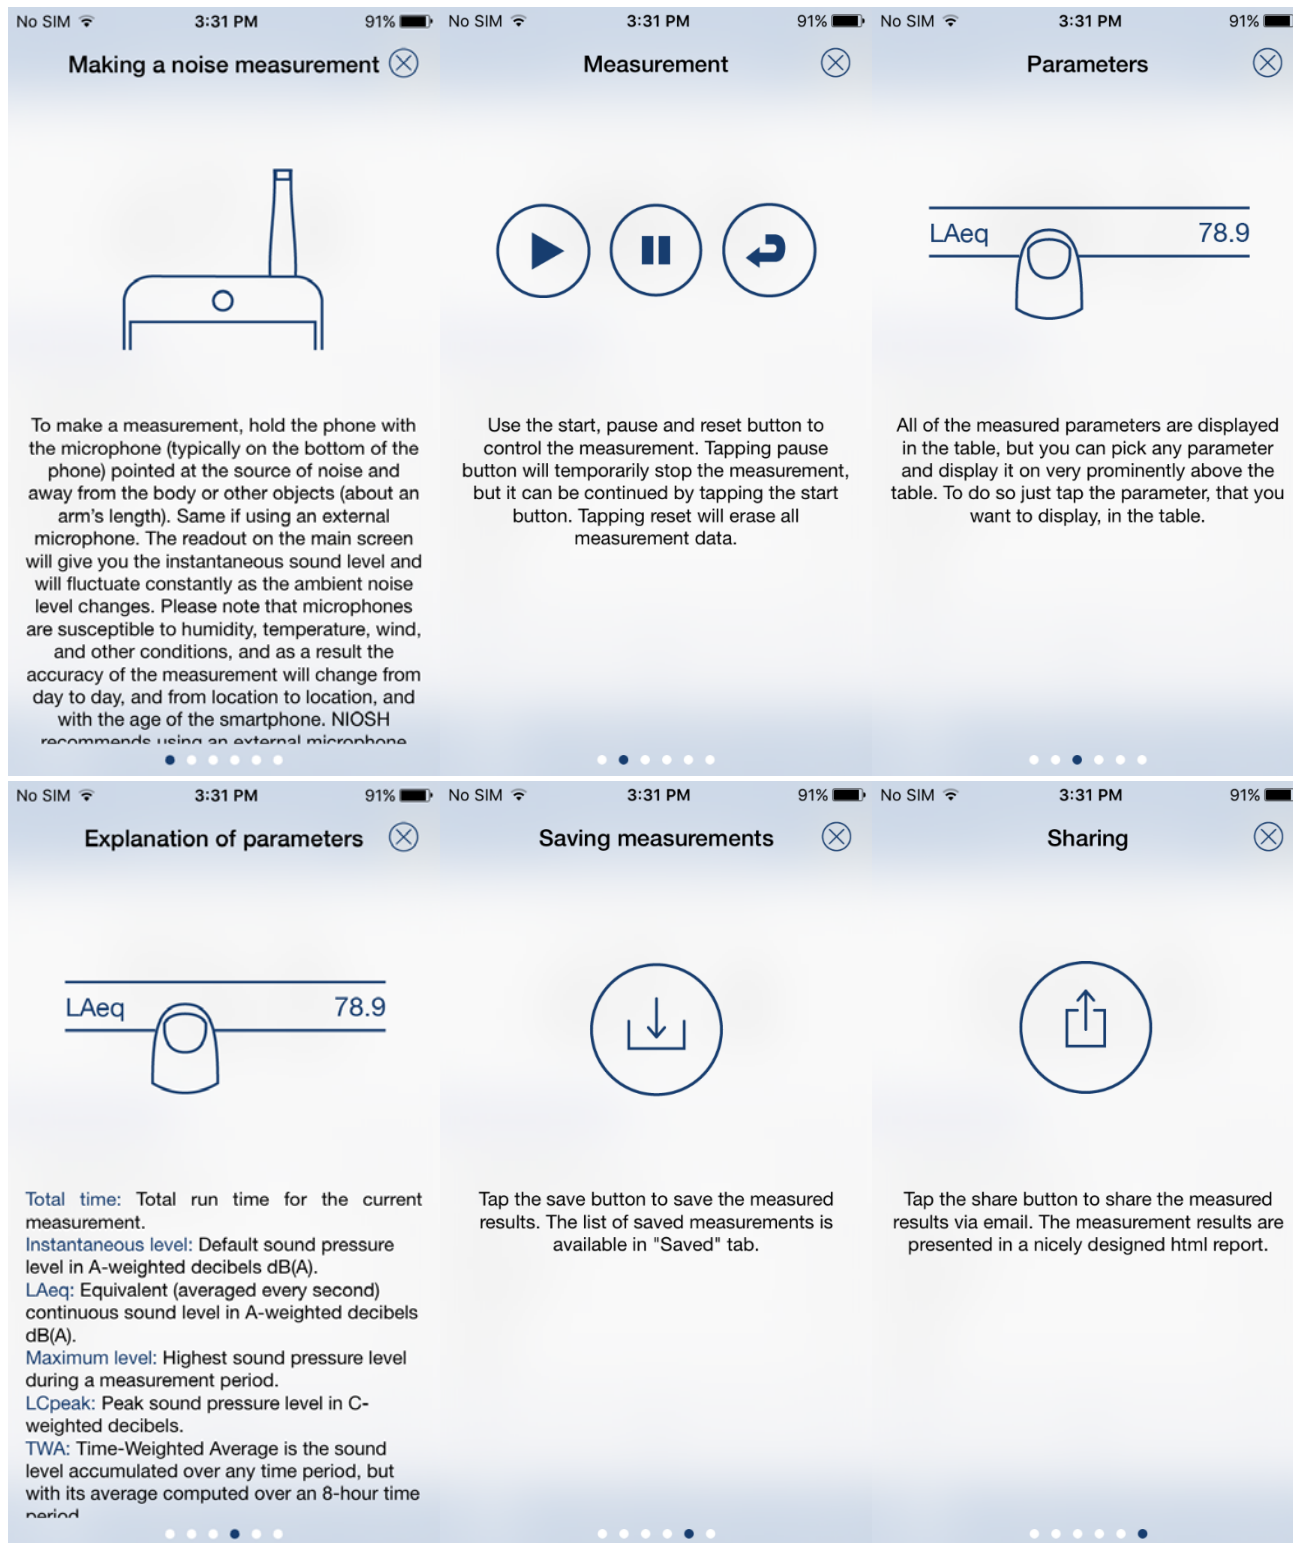 No SIM 3:31 PM 91%
Making a noise measurement
To make a measurement, hold the phone with
the microphone (typically on the bottom of the
phone) pointed at the source of noise and
away from the body or other objects (about an
arm's length). Same if using an external
microphone. The readout on the main screen
will give you the instantaneous sound level and
will fluctuate constantly as the ambient noise
level changes. Please note that microphones
are susceptible to humidity, temperature, wind,
and other conditions, and as a result the
accuracy of the measurement will change from
day to day, and from location to location, and
with the age of the smartphone. NIOSH
recommends using an external microphone
No SIM 3:31 PM 91%
Measurement
Use the start, pause and reset button to
control the measurement. Tapping pause
button will temporarily stop the measurement,
but it can be continued by tapping the start
button. Tapping reset will erase all
measurement data.
No SIM 3:31 PM 91%
Parameters
LAeq 78.9
All of the measured parameters are displayed
in the table, but you can pick any parameter
and display it on very prominently above the
table. To do so just tap the parameter, that you
want to display, in the table.
No SIM 3:31 PM 91%
Explanation of parameters
LAeq 78.9
Total time: Total run time for the current
measurement.
Instantaneous level: Default sound pressure
level in A-weighted decibels dB(A).
LAeq: Equivalent (averaged every second)
continuous sound level in A-weighted decibels
dB(A).
Maximum level: Highest sound pressure level
during a measurement period.
LCpeak: Peak sound pressure level in C-
weighted decibels.
TWA: Time-Weighted Average is the sound
level accumulated over any time period, but
with its average computed over an 8-hour time
period
No SIM 3:31 PM 91%
Saving measurements
Tap the save button to save the measured
results. The list of saved measurements is
available in "Saved" tab.
No SIM 3:31 PM 91%
Sharing
Tap the share button to share the measured
results via email. The measurement results are
presented in a nicely designed html report.